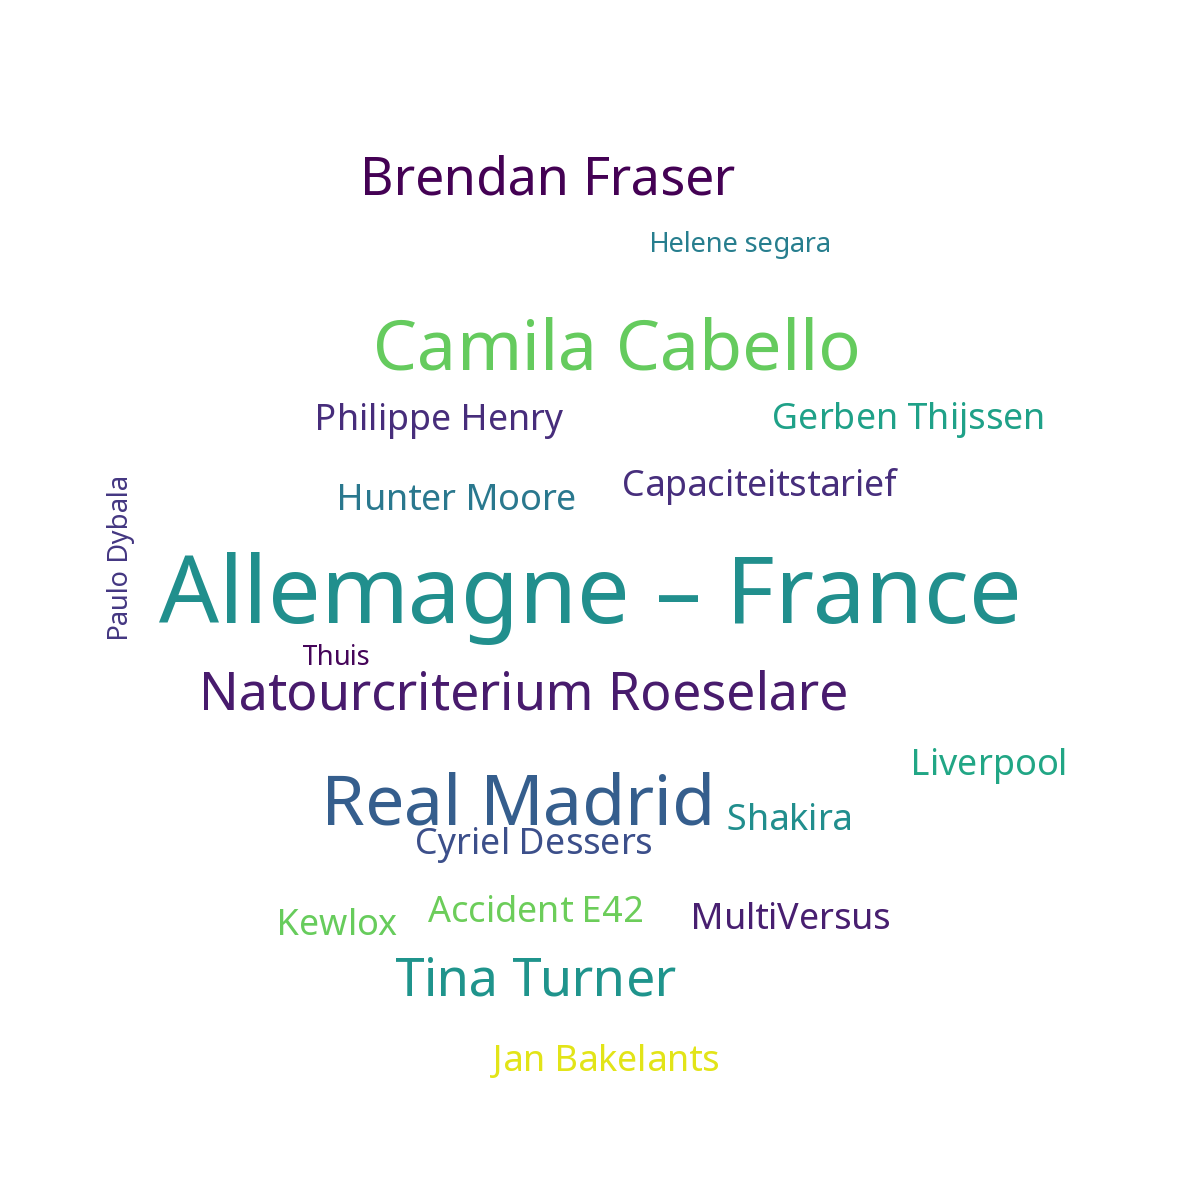 Brendan Fraser
Helene segara
Camila Cabello
Philippe Henry
Gerben Thijssen
Capaciteitstarief
Hunter Moore
Paulo Dybala
Allemagne – France
Thuis
Natourcriterium Roeselare
Liverpool
Real Madrid
Shakira
Cyriel Dessers
Accident E42
Kewlox
MultiVersus
Tina Turner
Jan Bakelants